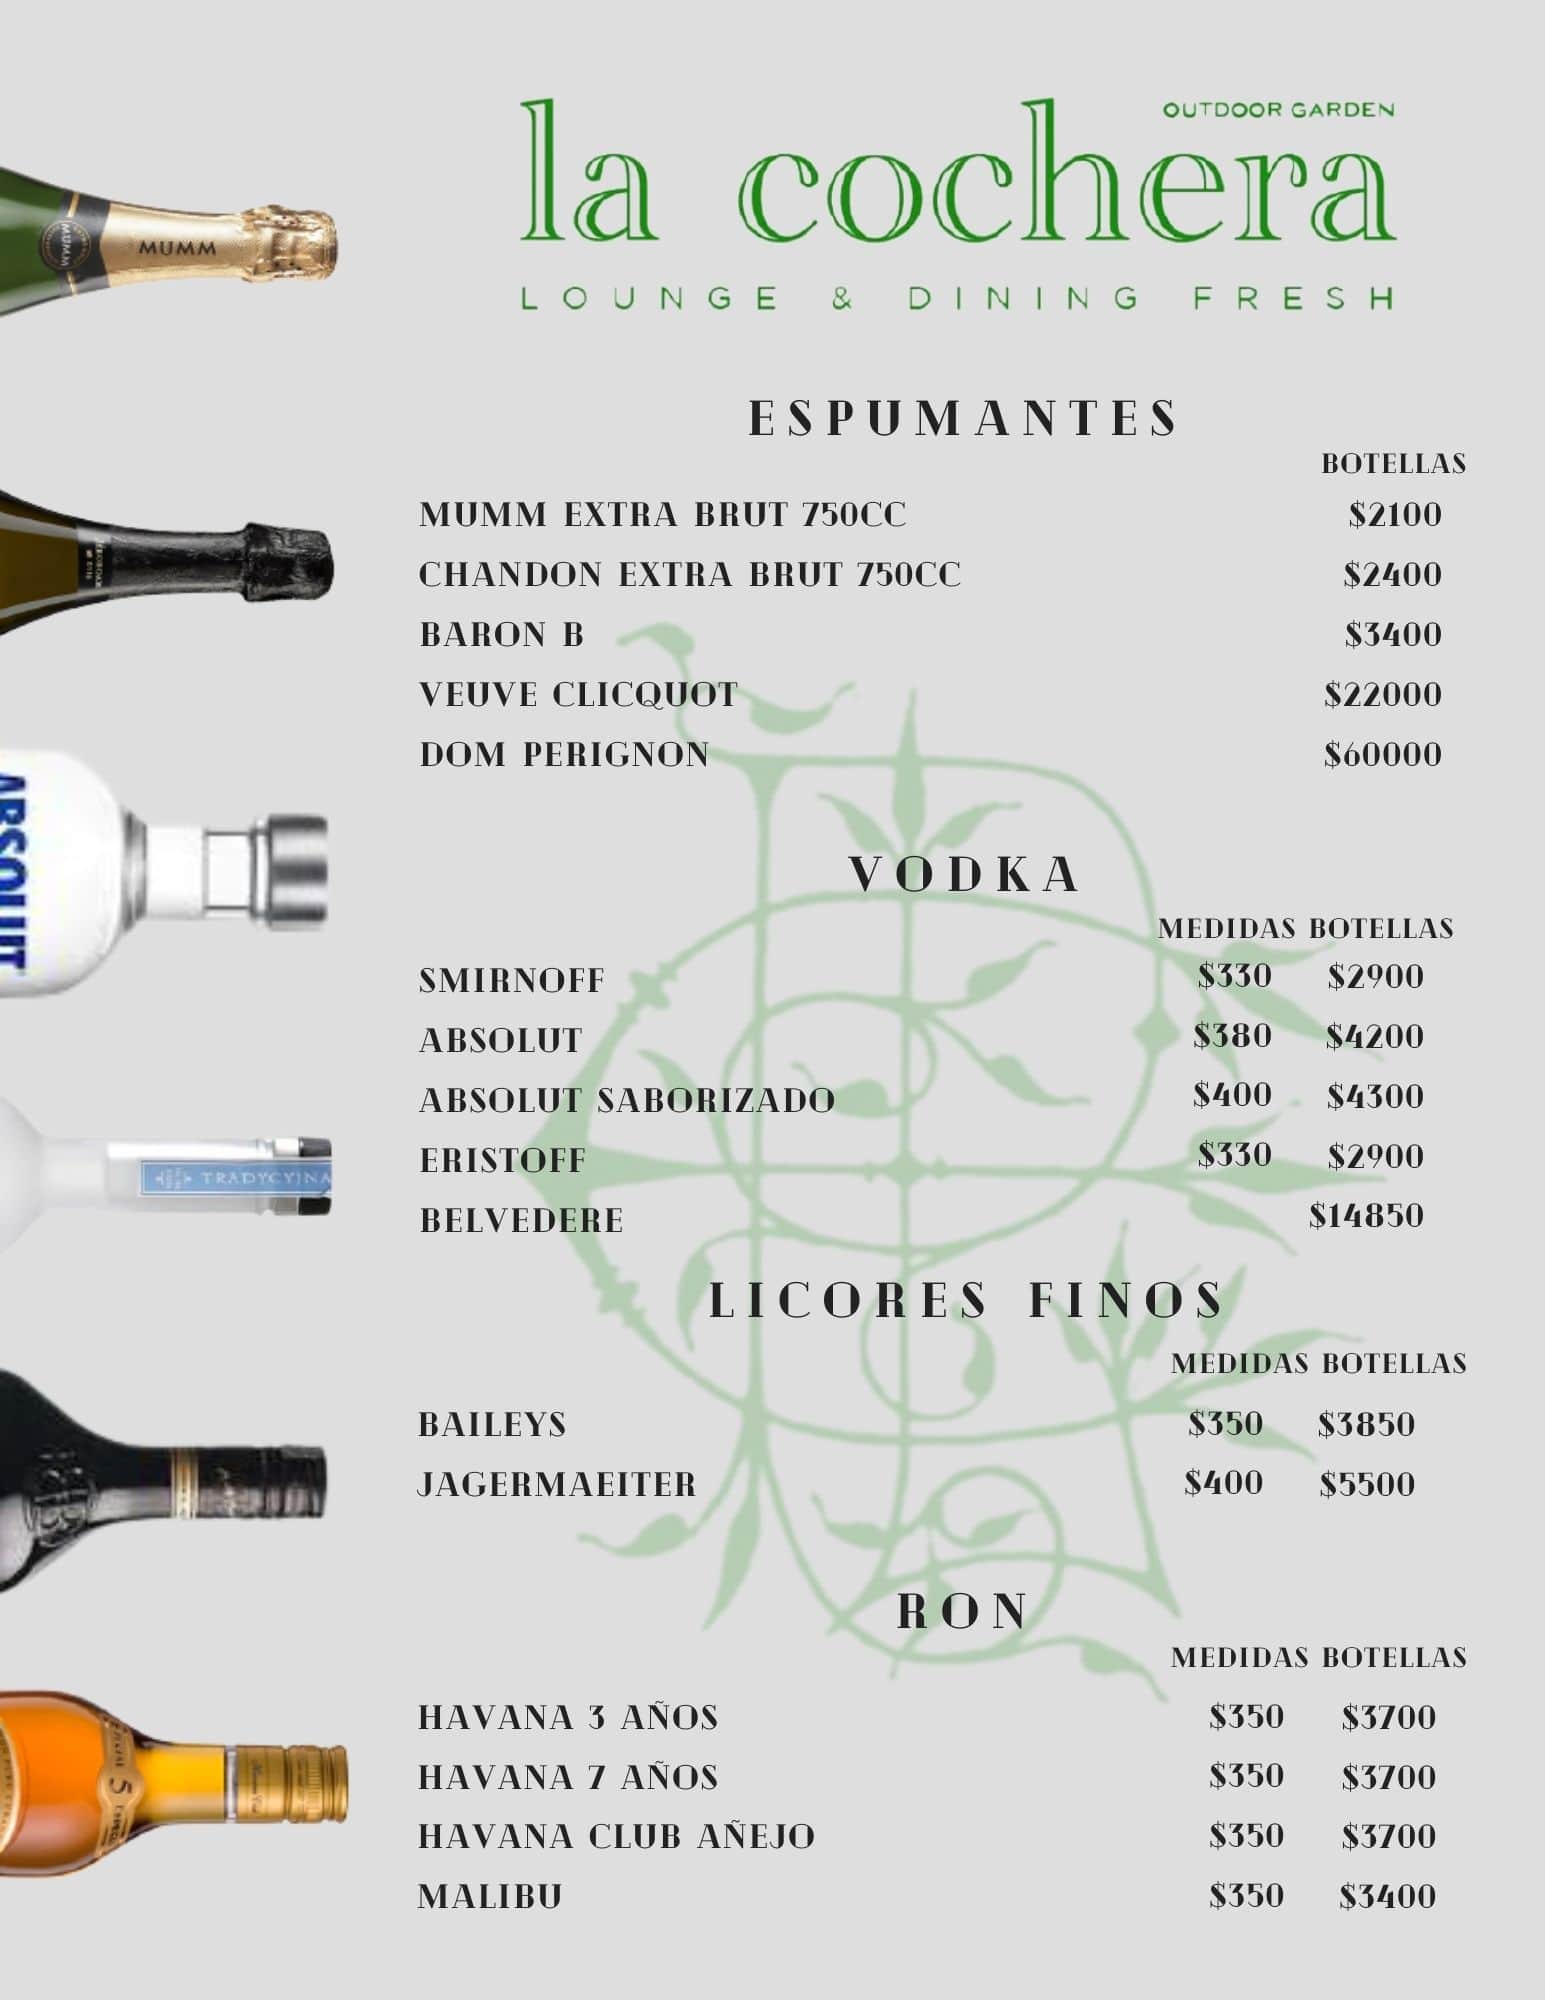 OUTDOOR GARDEN
la cochera
LOUNGE & DINING FRESH
MUMM
MUMM
ESPUMANTES
BOTELLAS
MUMM EXTRA BRUT 750CC $2100
CHANDON EXTRA BRUT 750CC $2400
BARON B $3400
VEUVE CLICQUOT $22000
DOM PERIGNON $60000
ABSOLUT
VODKA
MEDIDAS BOTELLAS
SMIRNOFF $330 $2900
ABSOLUT $380 $4200
ABSOLUT SABORIZADO $400 $4300
ERISTOFF $330 $2900
BELVEDERE $14850
TRADYCYJNA
LICORES FINOS
MEDIDAS BOTELLAS
BAILEYS $350 $3850
JAGERMAEITER $400 $5500
RON
MEDIDAS BOTELLAS
HAVANA 3 AÑOS $350 $3700
HAVANA 7 AÑOS $350 $3700
HAVANA CLUB AÑEJO $350 $3700
MALIBU $350 $3400
5